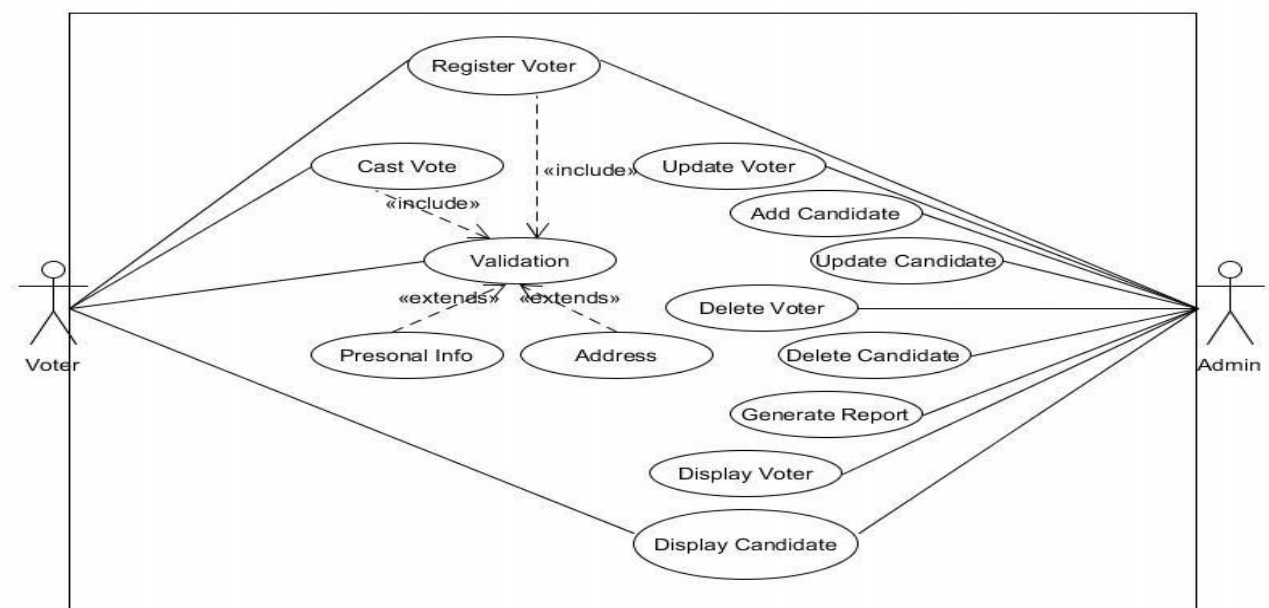 Register Voter
Cast Vote
«include»
Update Voter
«include»
Add Candidate
Validation
Update Candidate
«extends»
«extends»
Delete Voter
Presonal Info
Address
Delete Candidate
Voter
Admin
Generate Report
Display Voter
Display Candidate